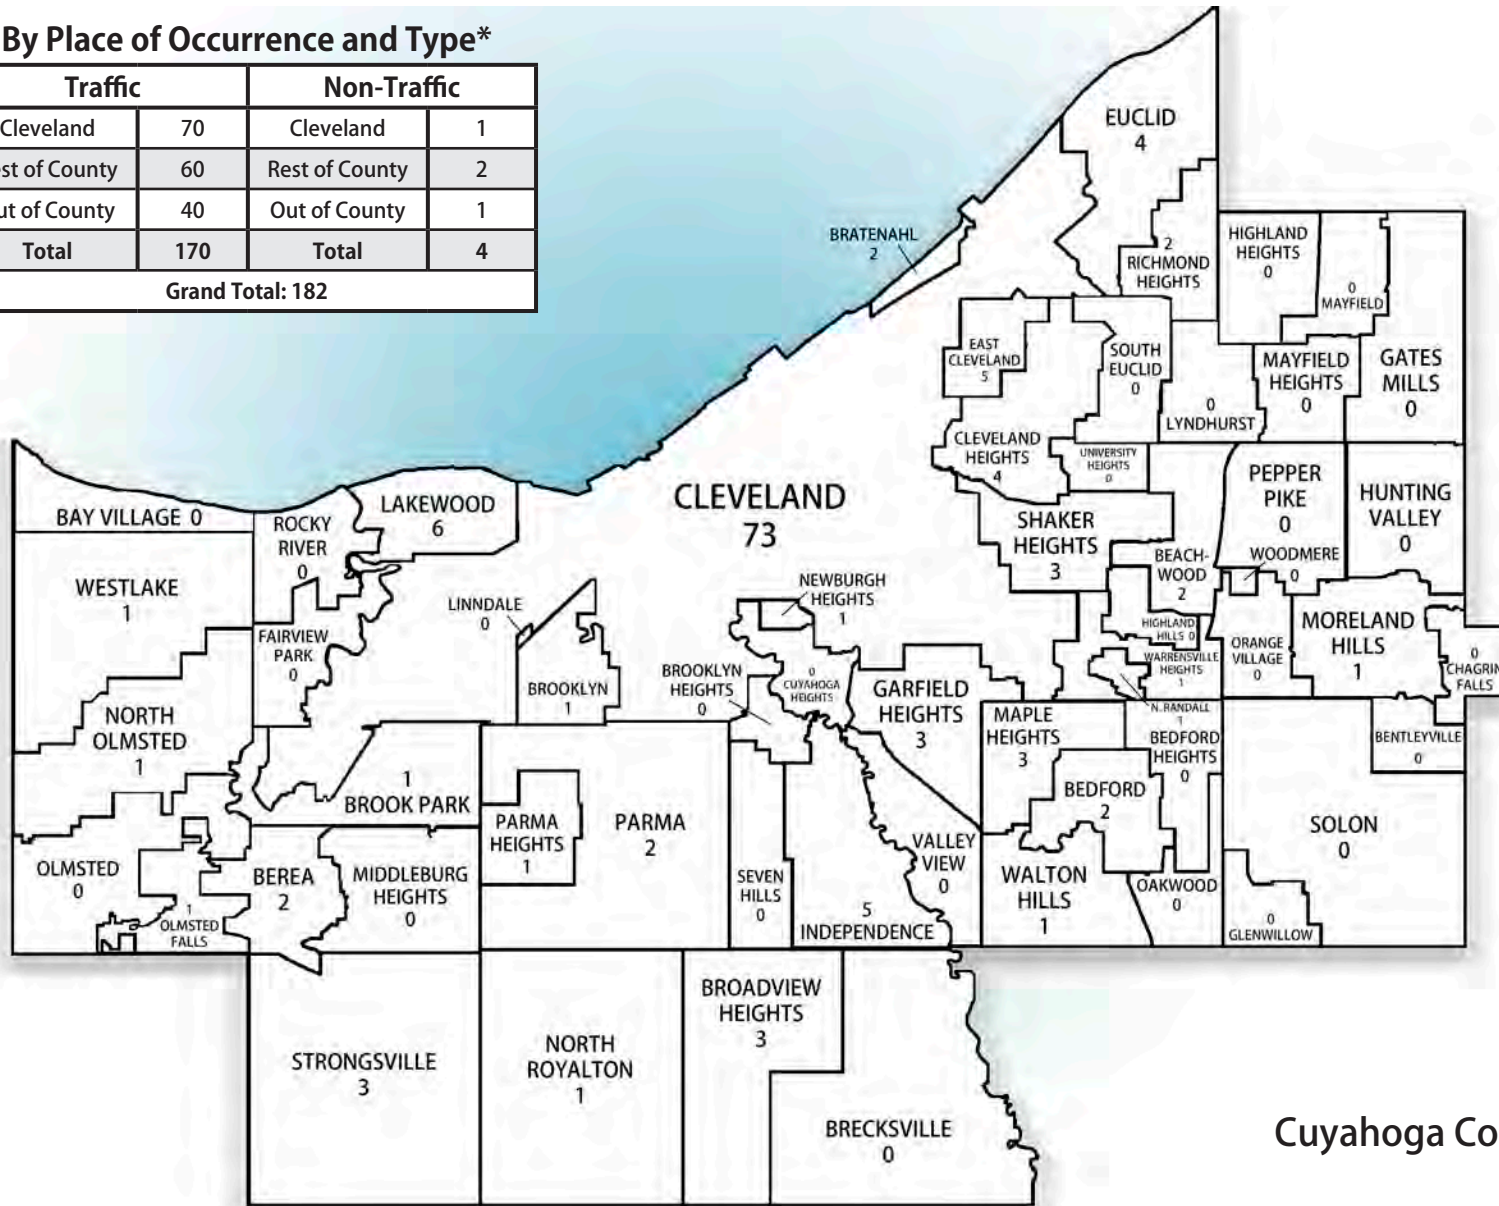 By Place of Occurrence and Type*
Traffic Non-Traffic
Cleveland 70 Cleveland 1
st of County 60 Rest of County 2
ut of County 40 Out of County 1
Total 170 Total 4
Grand Total: 182
EUCLID
4
BRATENAHL
2
2
RICHMOND
HEIGHTS
HIGHLAND
HEIGHTS
0
0
MAYFIELD
EAST
CLEVELAND
5
SOUTH
EUCLID
0
0
LYNDHURST
MAYFIELD
HEIGHTS
0
GATES
MILLS
0
CLEVELAND
HEIGHTS
4
UNIVERSITY
HEIGHTS
0
PEPPER
PIKE
0
HUNTING
VALLEY
0
BAY VILLAGE 0
ROCKY
RIVER
0
LAKEWOOD
6
CLEVELAND
73
SHAKER
HEIGHTS
3
BEACH-
WOOD
2
WOODMERE
0
WESTLAKE
1
LINNDALE
0
NEWBURGH
HEIGHTS
1
HIGHLAND
HILLS 0
ORANGE
VILLAGE
0
MORELAND
HILLS
1
0
CHAGRIN
FALLS
FAIRVIEW
PARK
0
BROOKLYN
1
BROOKLYN
HEIGHTS
0
0
CUYAHOGA
HEIGHTS
GARFIELD
HEIGHTS
3
WARRENSVILLE
HEIGHTS
1
N. RANDALL
1
NORTH
OLMSTED
1
MAPLE
HEIGHTS
3
BEDFORD
HEIGHTS
0
BENTLEYVILLE
0
1
BROOK PARK
PARMA
HEIGHTS
1
PARMA
2
BEDFORD
2
SOLON
0
OLMSTED
0
1
OLMSTED
FALLS
BEREA
2
MIDDLEBURG
HEIGHTS
0
SEVEN
HILLS
0
5
INDEPENDENCE
VALLEY
VIEW
0
WALTON
HILLS
1
OAKWOOD
0
0
GLENWILLOW
STRONGSVILLE
3
NORTH
ROYALTON
1
BROADVIEW
HEIGHTS
3
BRECKSVILLE
0
Cuyahoga Co